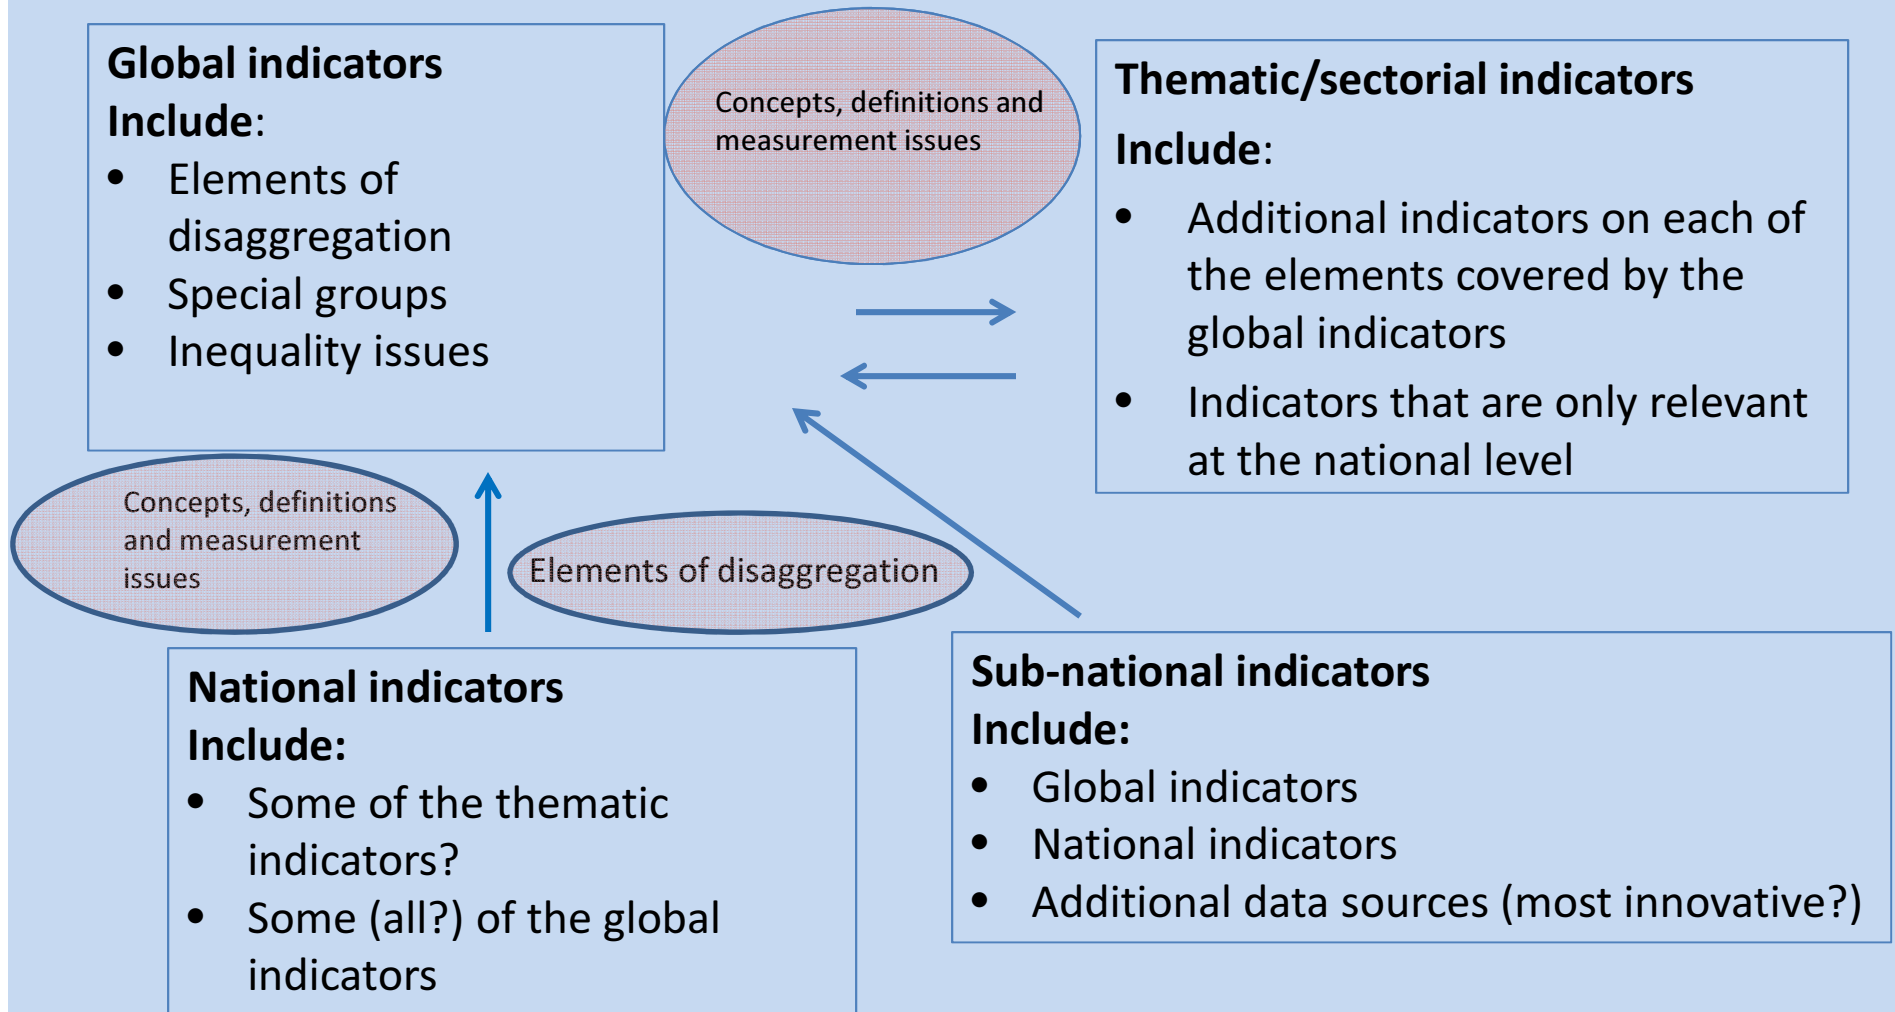 Global indicators
Include:
• Elements of
disaggregation
• Special groups
• Inequality issues
Concepts, definitions and
measurement issues
Thematic/sectorial indicators
Include:
• Additional indicators on each of
the elements covered by the
global indicators
• Indicators that are only relevant
at the national level
Concepts, definitions
and measurement
issues
Elements of disaggregation
National indicators
Include:
• Some of the thematic
indicators?
• Some (all?) of the global
indicators
Sub-national indicators
Include:
• Global indicators
• National indicators
• Additional data sources (most innovative?)